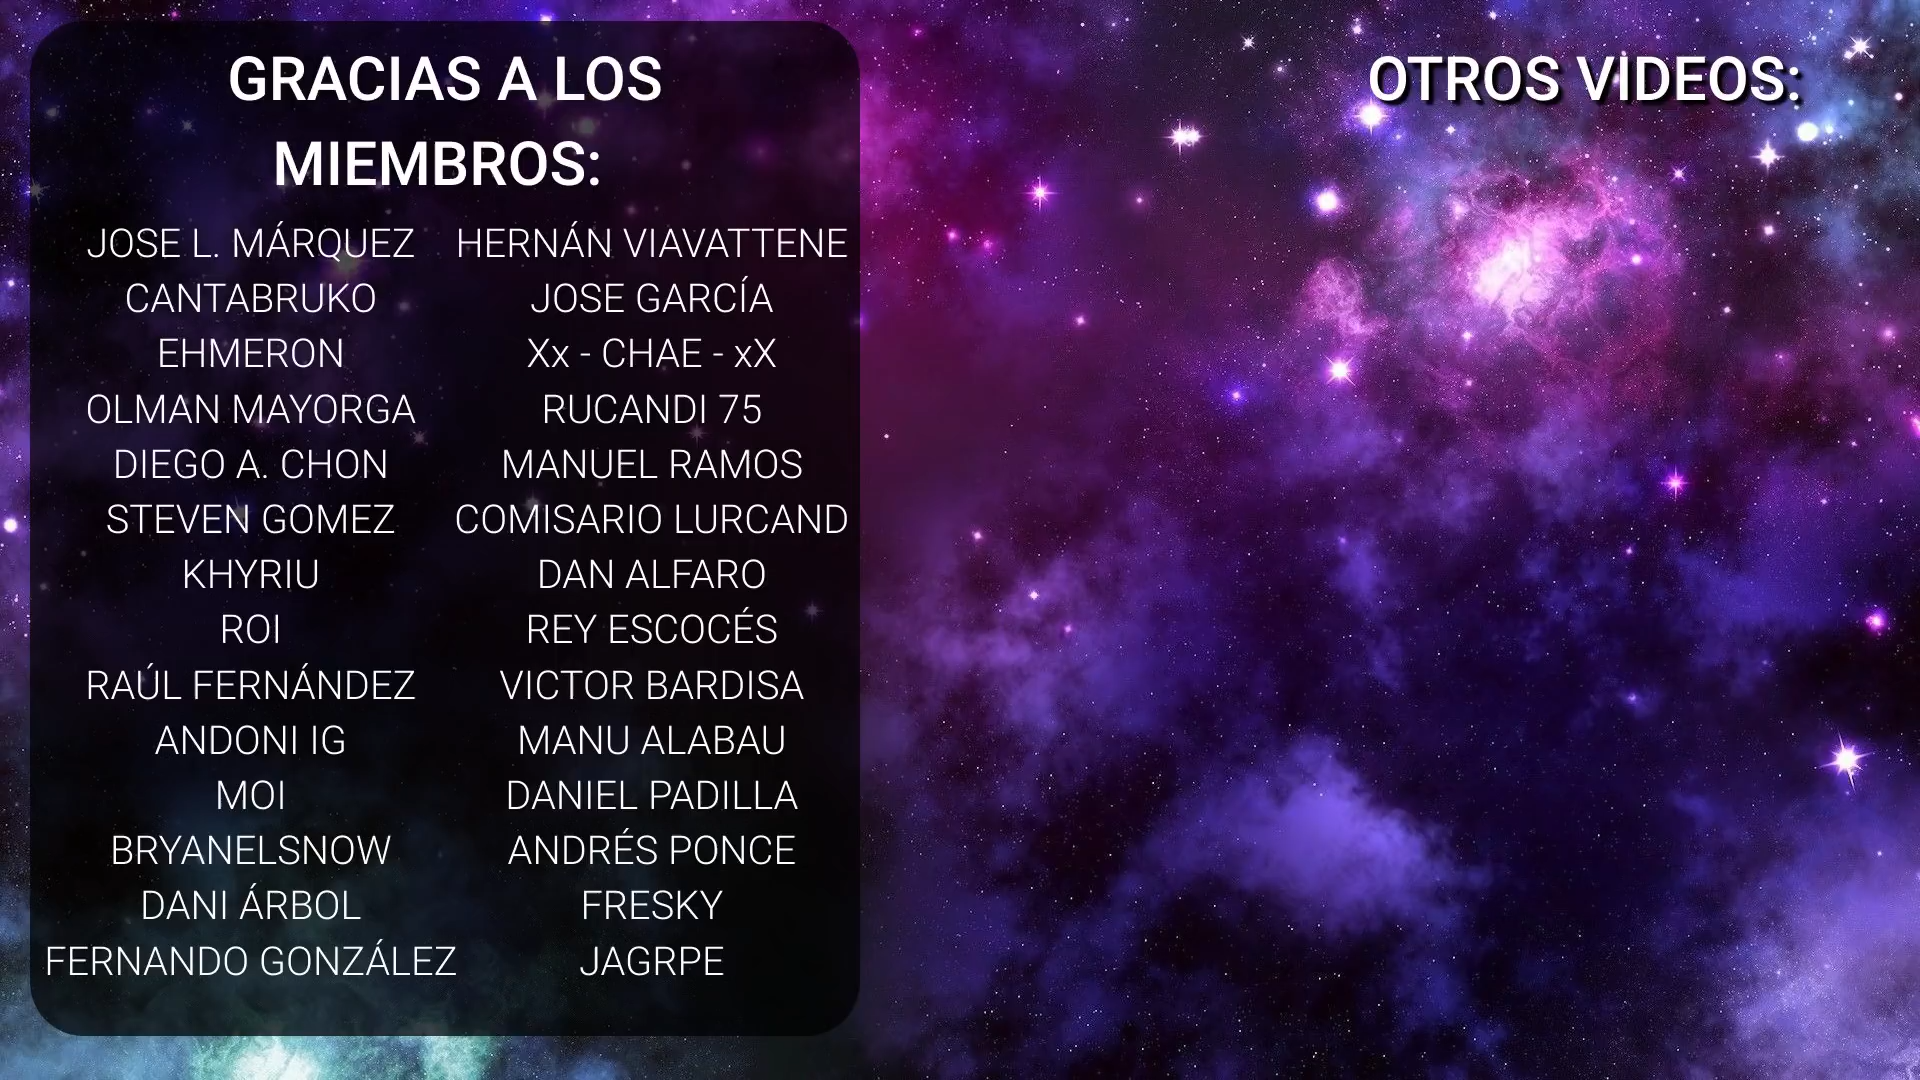 GRACIAS A LOS
MIEMBROS:
JOSE L. MÁRQUEZ
CANTABRUKO
EHMERON
OLMAN MAYORGA
DIEGO A. CHON
STEVEN GOMEZ
KHYRIU
ROI
RAÚL FERNÁNDEZ
ANDONI IG
MOI
BRYANELSNOW
DANI ÁRBOL
FERNANDO GONZÁLEZ
HERNÁN VIAVATTENE
JOSE GARCÍA
Xx - CHAE - xX
RUCANDI 75
MANUEL RAMOS
COMISARIO LURCAND
DAN ALFARO
REY ESCOCÉS
VICTOR BARDISA
MANU ALABAU
DANIEL PADILLA
ANDRÉS PONCE
FRESKY
JAGRPE
OTROS VIDEOS: